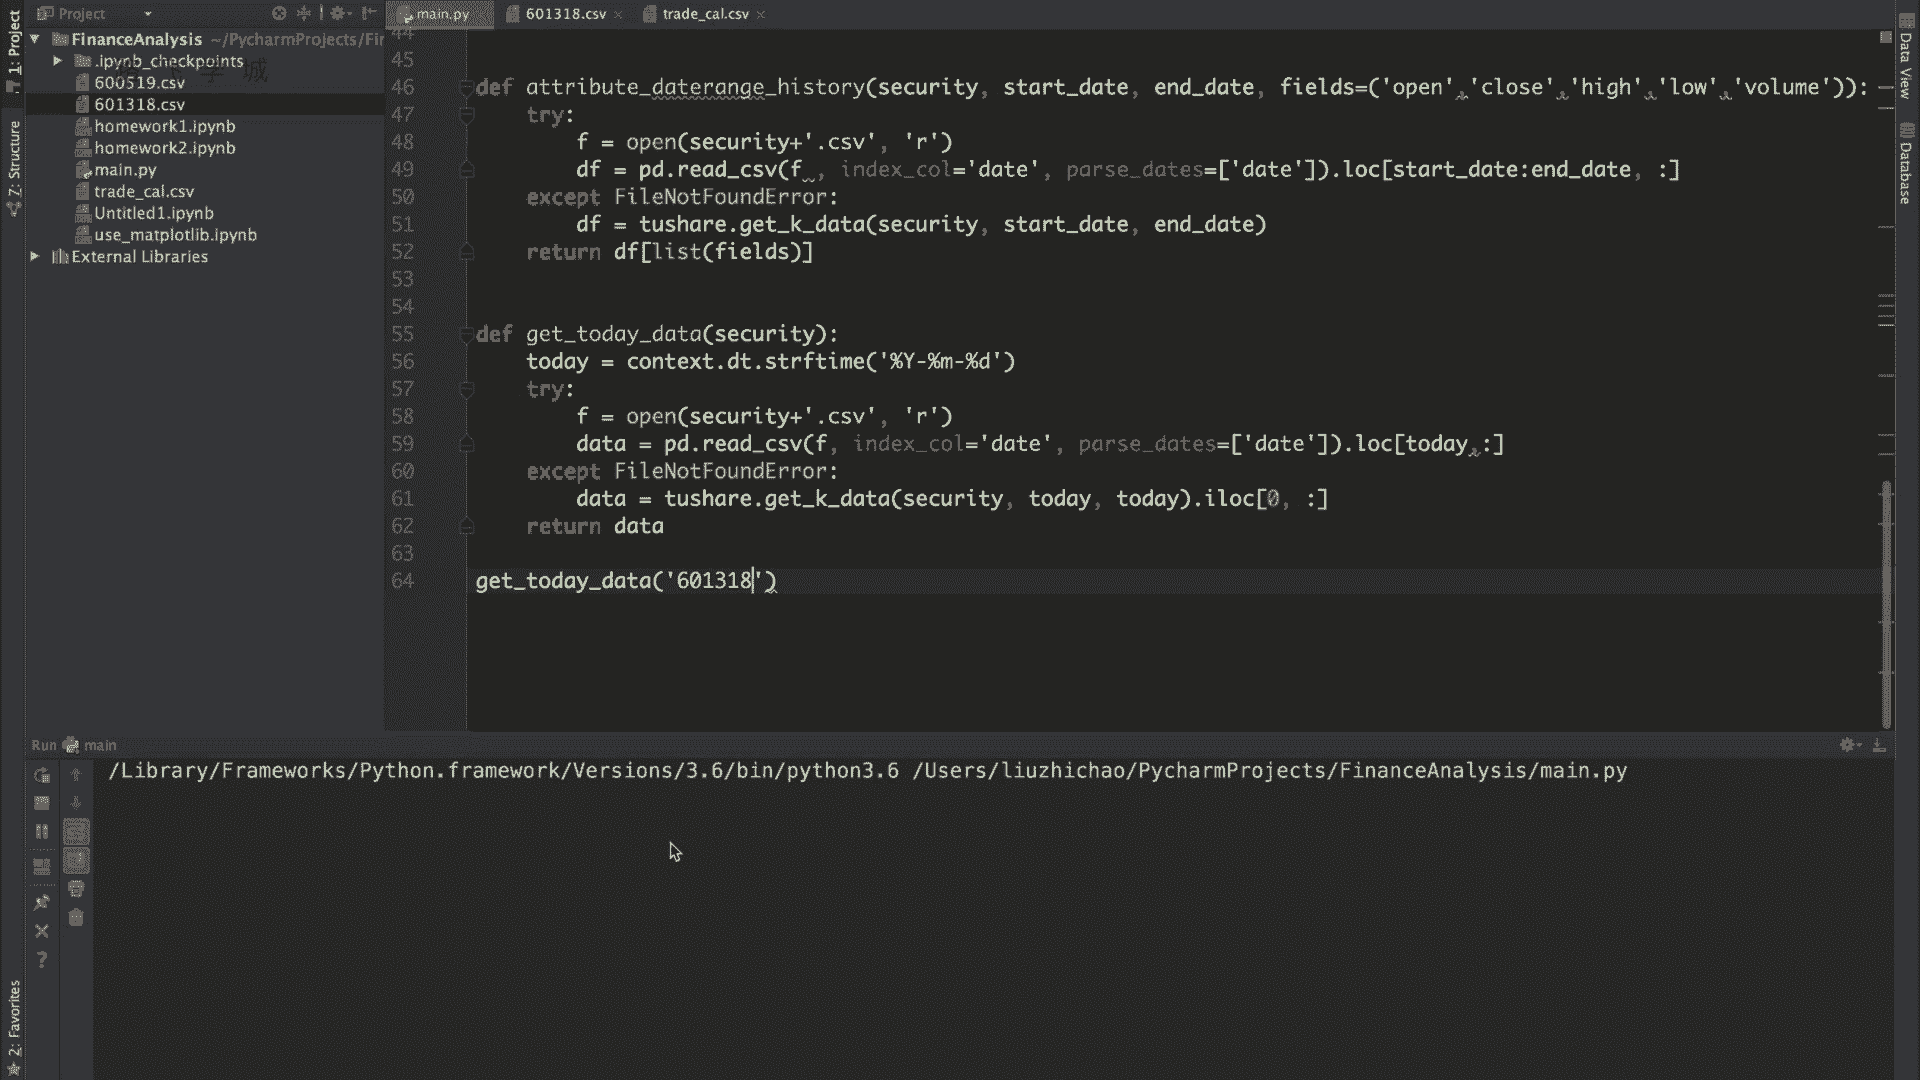 Project
main.py
601318.csv
trade_cal.csv
1: Project
FinanceAnalysis ~/PycharmProjects/Fir
.ipynb_checkpoints
600519.csv
601318.csv
homework1.ipynb
homework2.ipynb
main.py
trade_cal.csv
Untitled1.ipynb
use_matplotlib.ipynb
External Libraries
Z: Structure
2: Favorites
44
45
46 def attribute_daterange_history(security, start_date, end_date, fields=('open','close','high','low','volume')):
47 try:
48 f = open(security+'.csv', 'r')
49 df = pd.read_csv(f , index_col='date', parse_dates=['date']).loc[start_date:end_date, :]
50 except FileNotFoundError:
51 df = tushare.get_k_data(security, start_date, end_date)
52 return df[list(fields)]
53
54
55 def get_today_data(security):
56 today = context.dt.strftime('%Y-%m-%d')
57 try:
58 f = open(security+'.csv', 'r')
59 data = pd.read_csv(f, index_col='date', parse_dates=['date']).loc[today,:]
60 except FileNotFoundError:
61 data = tushare.get_k_data(security, today, today).iloc[0, :]
62 return data
63
64 get_today_data('601318')
Data View
Database
Run main
/Library/Frameworks/Python.framework/Versions/3.6/bin/python3.6 /Users/liuzhichao/PycharmProjects/FinanceAnalysis/main.py